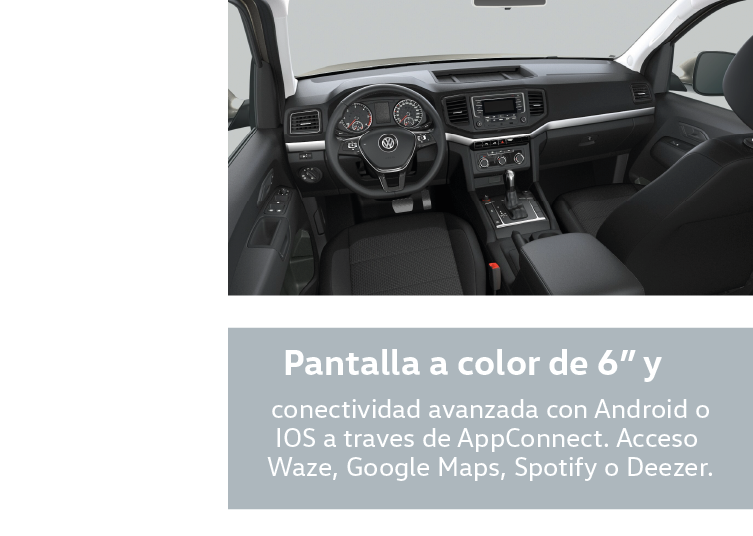 Pantalla a color de 6” y
conectividad avanzada con Android o
IOS a traves de AppConnect. Acceso
Waze, Google Maps, Spotify o Deezer.